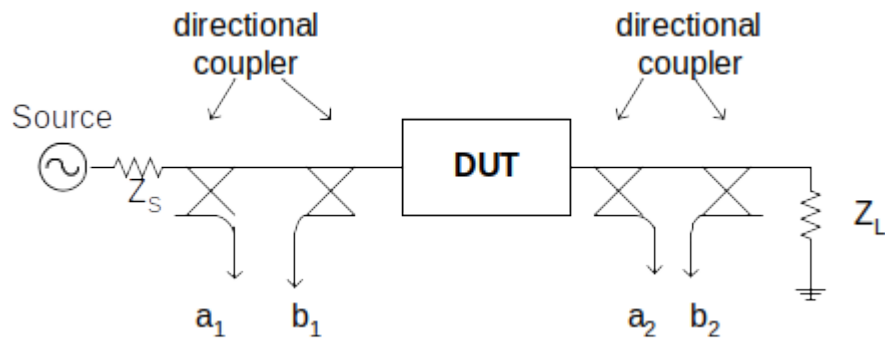 directional
coupler
directional
coupler
Source
DUT
Z_S
Z_L
a_1
b_1
a_2
b_2